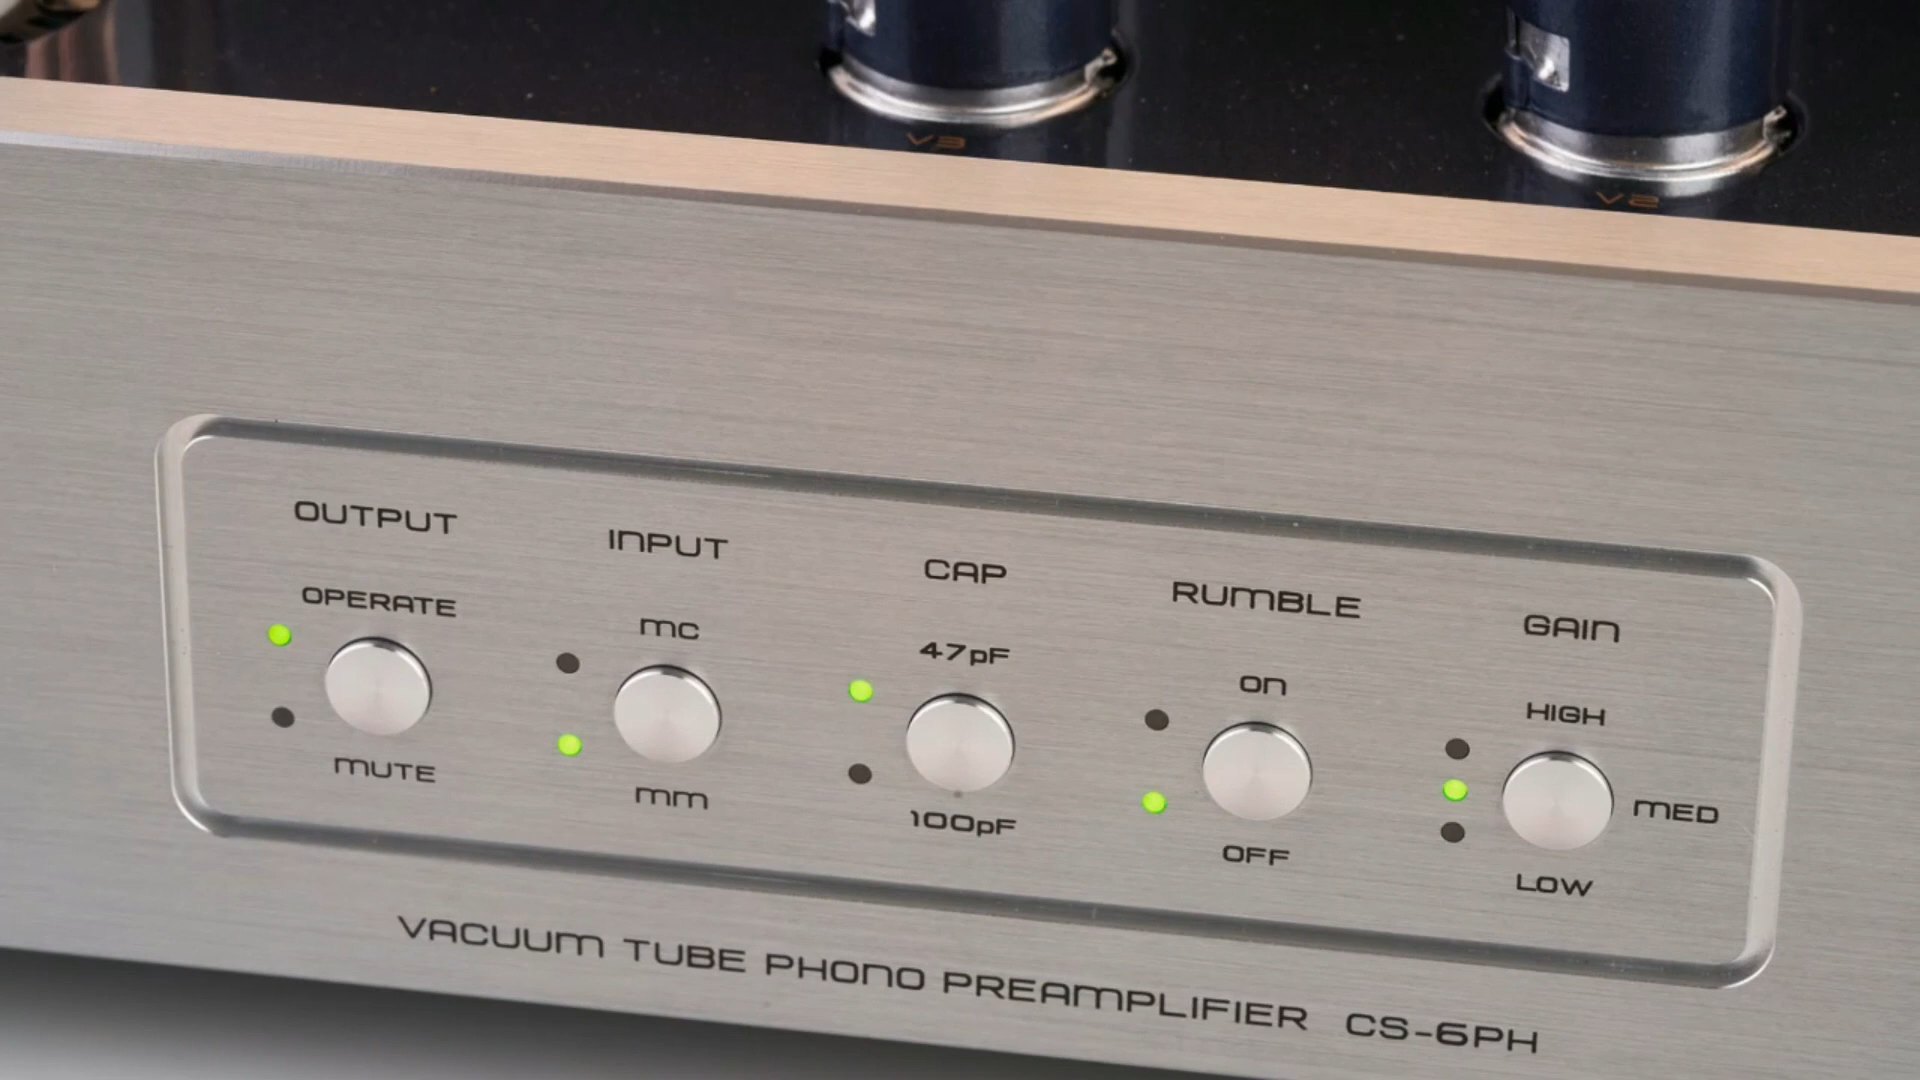 V3
V2
OUTPUT
INPUT
CAP
RUMBLE
GAIN
OPERATE
MC
47pF
ON
HIGH
MED
MUTE
MM
100pF
OFF
LOW
VACUUM TUBE PHONO PREAMPLIFIER CS-6PH